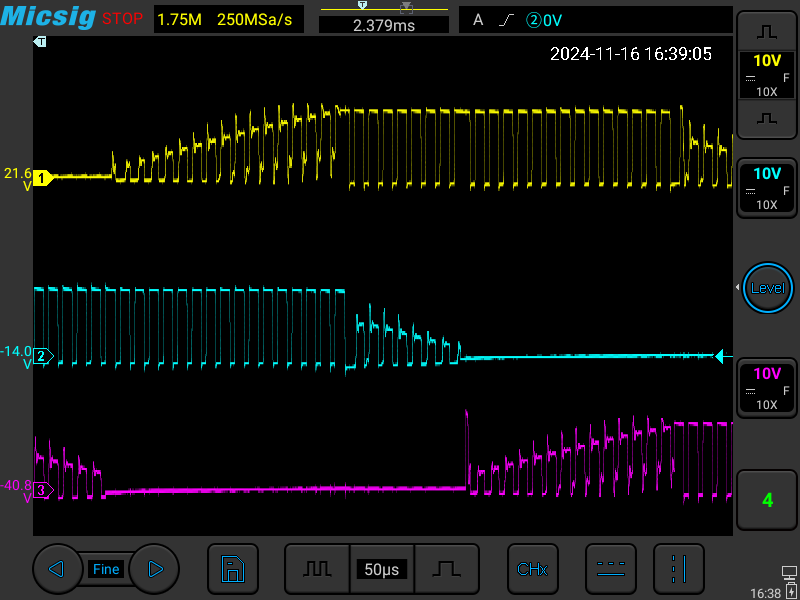 Micsig STOP 1.75M 250MSa/s T 2.379ms A ②0V
T
2024-11-16 16:39:05
10V
F
10X
21.6
V
1
10V
F
10X
Level
-14.0
V
2
10V
F
10X
-40.8
V
3
4
Fine 50µs CHx
16:38